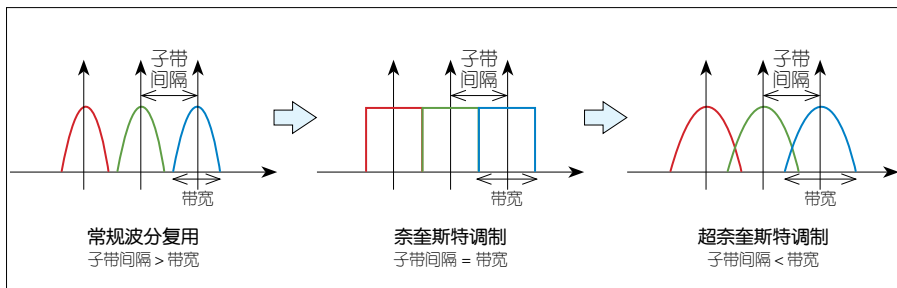 子带
间隔
带宽
常规波分复用
子带间隔 > 带宽
子带
间隔
带宽
奈奎斯特调制
子带间隔 = 带宽
子带
间隔
带宽
超奈奎斯特调制
子带间隔 < 带宽